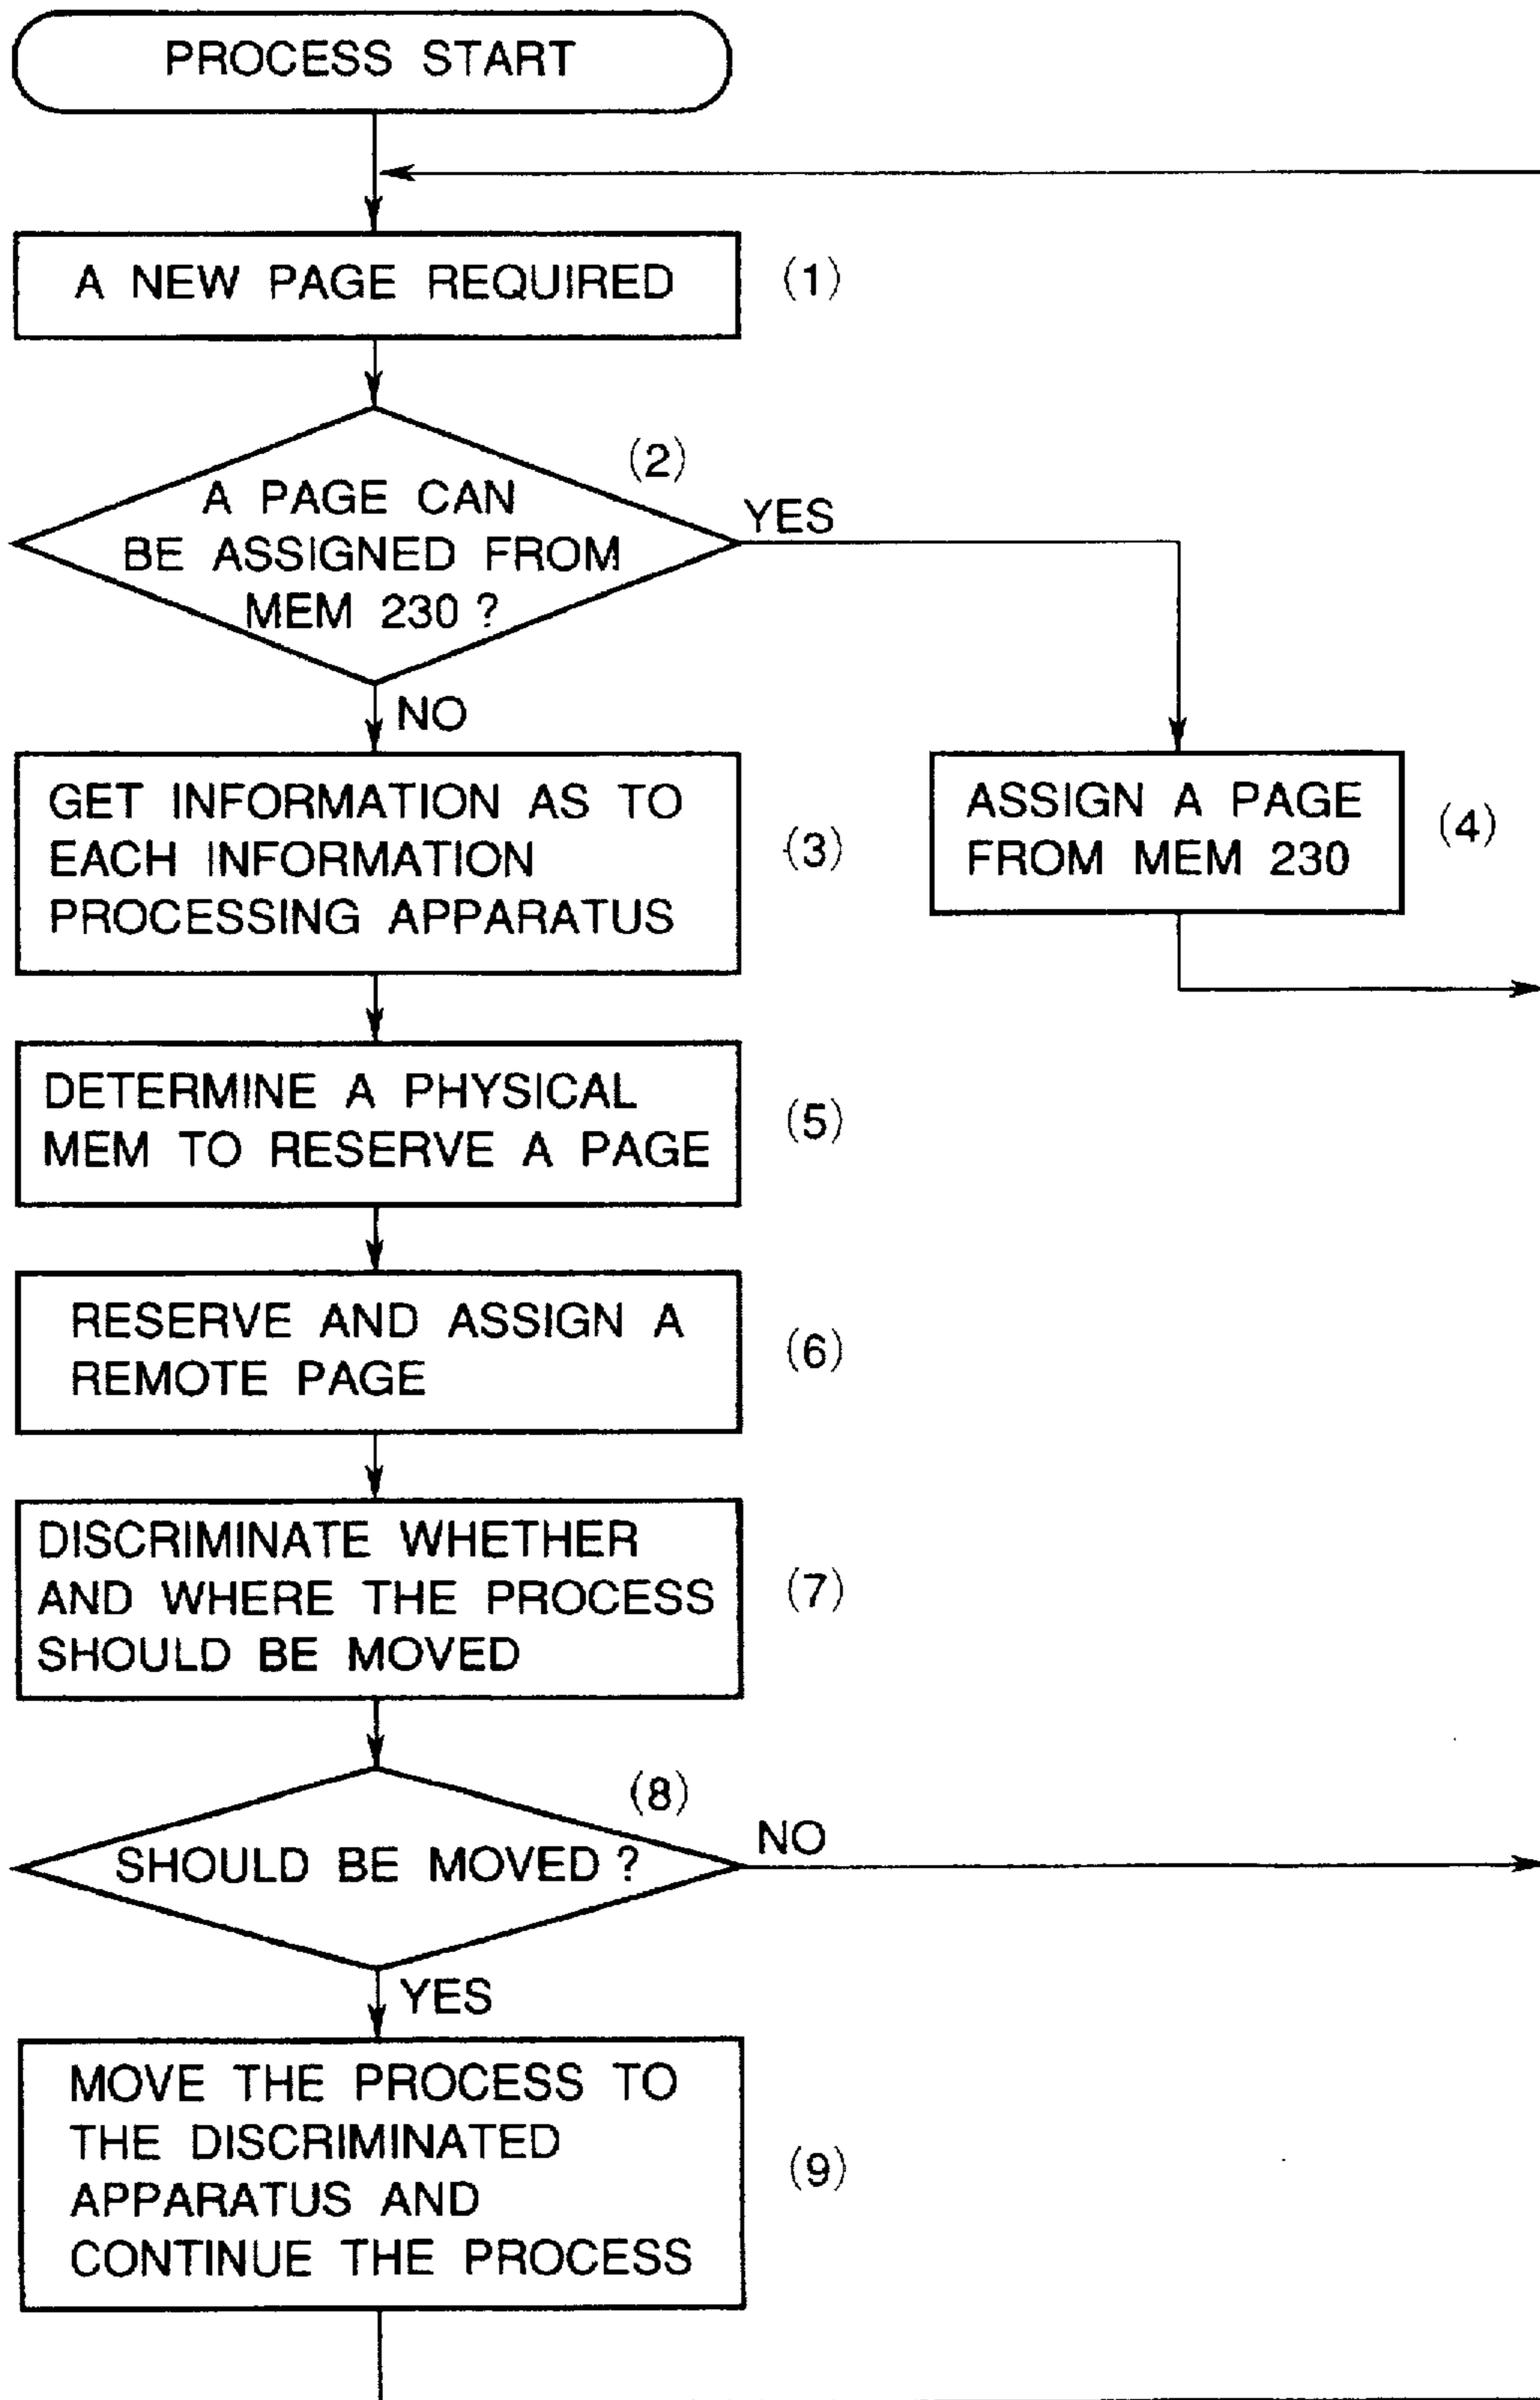 PROCESS START
A NEW PAGE REQUIRED
(1)
(2)
A PAGE CAN
BE ASSIGNED FROM
MEM 230 ?
YES
NO
GET INFORMATION AS TO
EACH INFORMATION
PROCESSING APPARATUS
(3)
ASSIGN A PAGE
FROM MEM 230
(4)
DETERMINE A PHYSICAL
MEM TO RESERVE A PAGE
(5)
RESERVE AND ASSIGN A
REMOTE PAGE
(6)
DISCRIMINATE WHETHER
AND WHERE THE PROCESS
SHOULD BE MOVED
(7)
(8)
SHOULD BE MOVED ?
NO
YES
MOVE THE PROCESS TO
THE DISCRIMINATED
APPARATUS AND
CONTINUE THE PROCESS
(9)